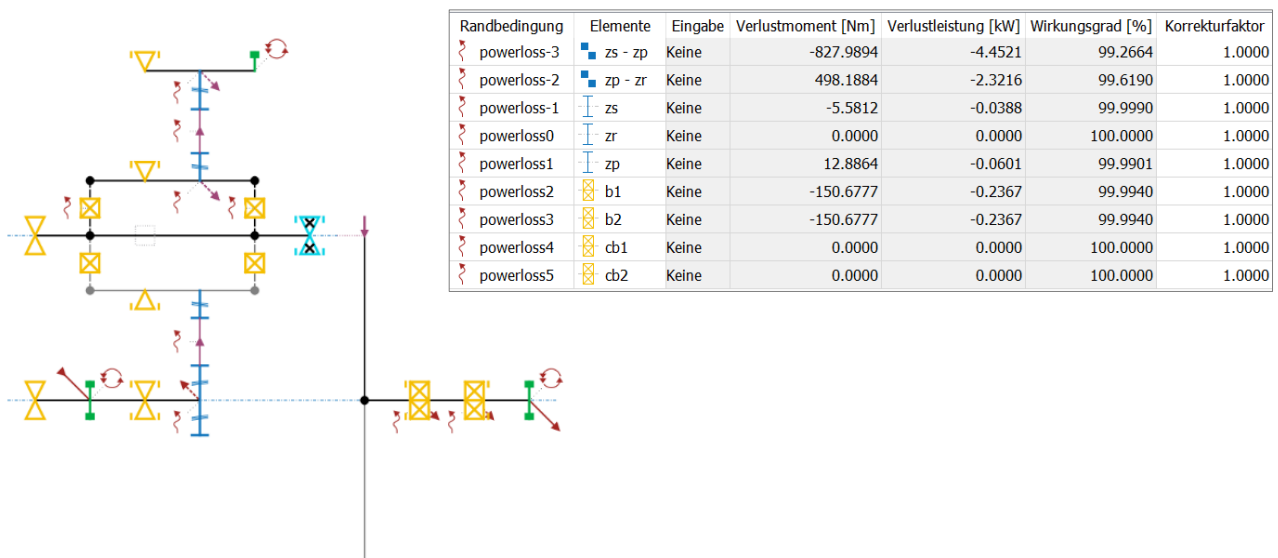 Randbedingung Elemente Eingabe Verlustmoment [Nm] Verlustleistung [kW] Wirkungsgrad [%] Korrekturfaktor
powerloss-3 zs - zp Keine -827.9894 -4.4521 99.2664 1.0000
powerloss-2 zp - zr Keine 498.1884 -2.3216 99.6190 1.0000
powerloss-1 zs Keine -5.5812 -0.0388 99.9990 1.0000
powerloss0 zr Keine 0.0000 0.0000 100.0000 1.0000
powerloss1 zp Keine 12.8864 -0.0601 99.9901 1.0000
powerloss2 b1 Keine -150.6777 -0.2367 99.9940 1.0000
powerloss3 b2 Keine -150.6777 -0.2367 99.9940 1.0000
powerloss4 cb1 Keine 0.0000 0.0000 100.0000 1.0000
powerloss5 cb2 Keine 0.0000 0.0000 100.0000 1.0000